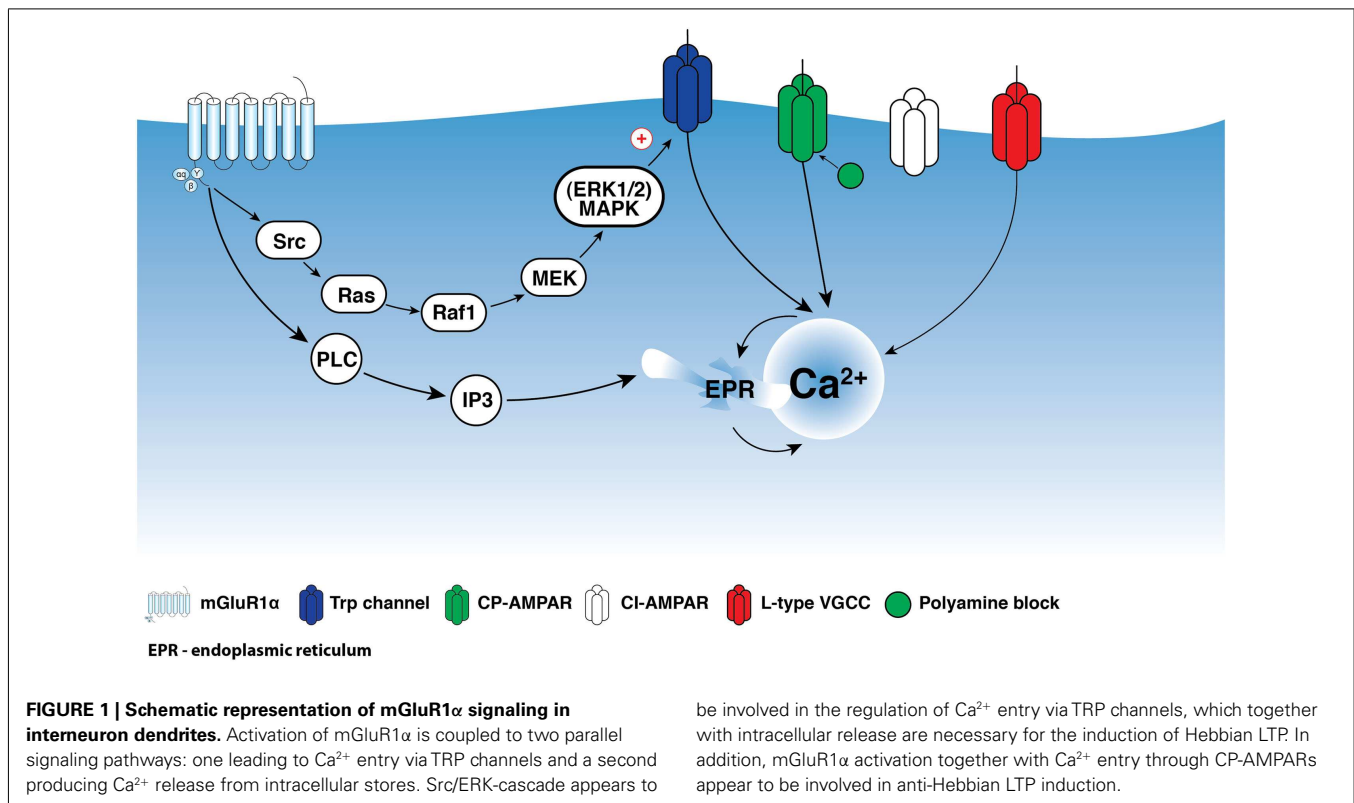 +
αq γ
β
Src
Ras
Raf1
MEK
(ERK1/2)
MAPK
PLC
IP3
EPR
Ca²⁺
mGluR1α Trp channel CP-AMPAR CI-AMPAR L-type VGCC Polyamine block
EPR - endoplasmic reticulum
FIGURE 1 | Schematic representation of mGluR1α signaling in
interneuron dendrites. Activation of mGluR1α is coupled to two parallel
signaling pathways: one leading to Ca²⁺ entry via TRP channels and a second
producing Ca²⁺ release from intracellular stores. Src/ERK-cascade appears to
be involved in the regulation of Ca²⁺ entry via TRP channels, which together
with intracellular release are necessary for the induction of Hebbian LTP. In
addition, mGluR1α activation together with Ca²⁺ entry through CP-AMPARs
appear to be involved in anti-Hebbian LTP induction.